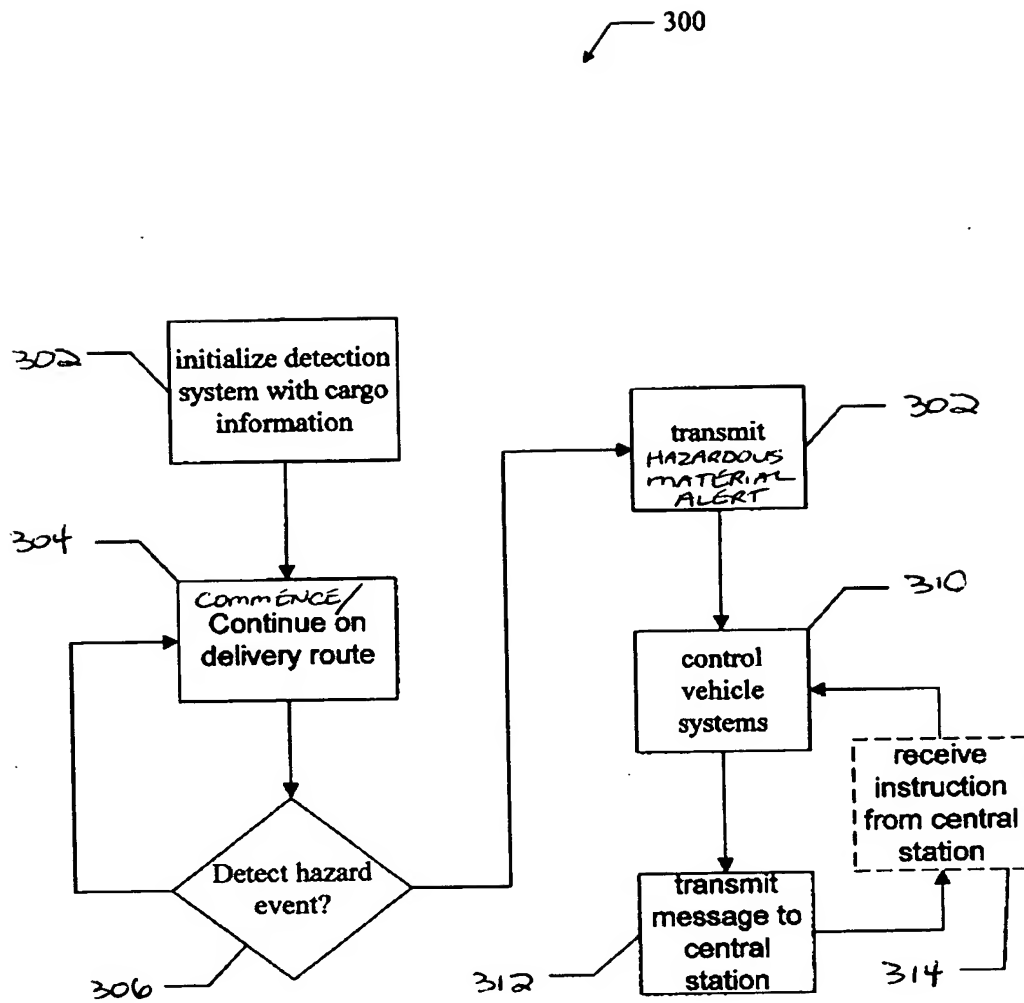 300
302
initialize detection
system with cargo
information
304
COMMENCE/
Continue on
delivery route
Detect hazard
event?
306
302
transmit
HAZARDOUS
MATERIAL
ALERT
310
control
vehicle
systems
receive
instruction
from central
station
transmit
message to
central
station
312
314